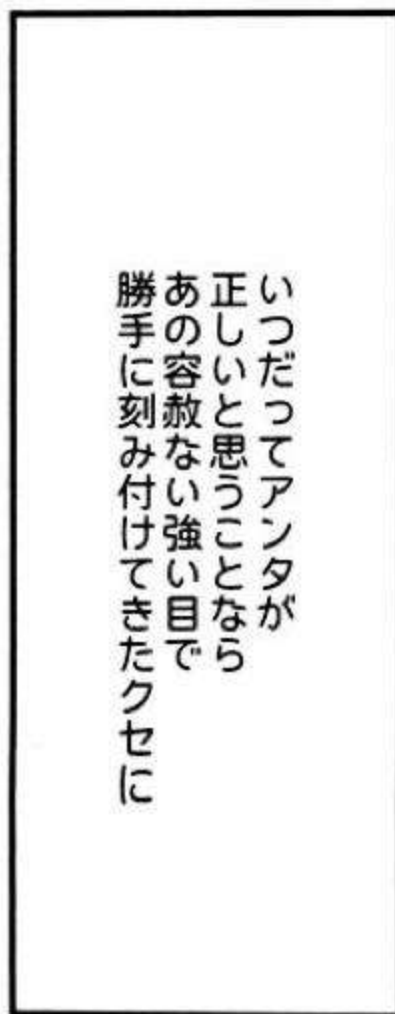 いつだってアンタが
正しいと思うことなら
あの容赦ない強い目で
勝手に刻み付けてきたクセに